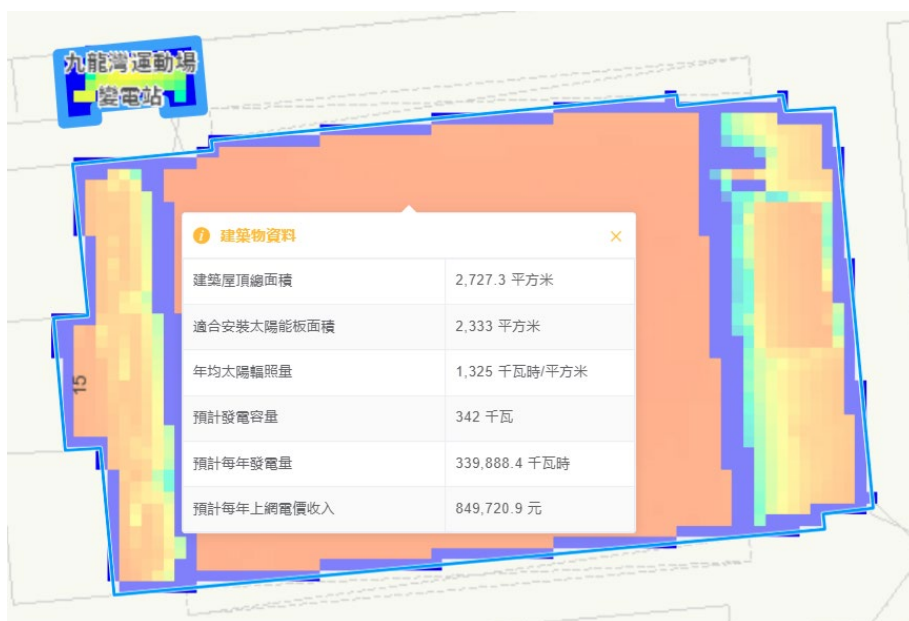 九龍灣運動場
變電站
建築物資料
建築屋頂總面積 2,727.3 平方米
適合安裝太陽能板面積 2,333 平方米
年均太陽輻照量 1,325 千瓦時/平方米
預計發電容量 342 千瓦
預計每年發電量 339,888.4 千瓦時
預計每年上網電價收入 849,720.9 元
15